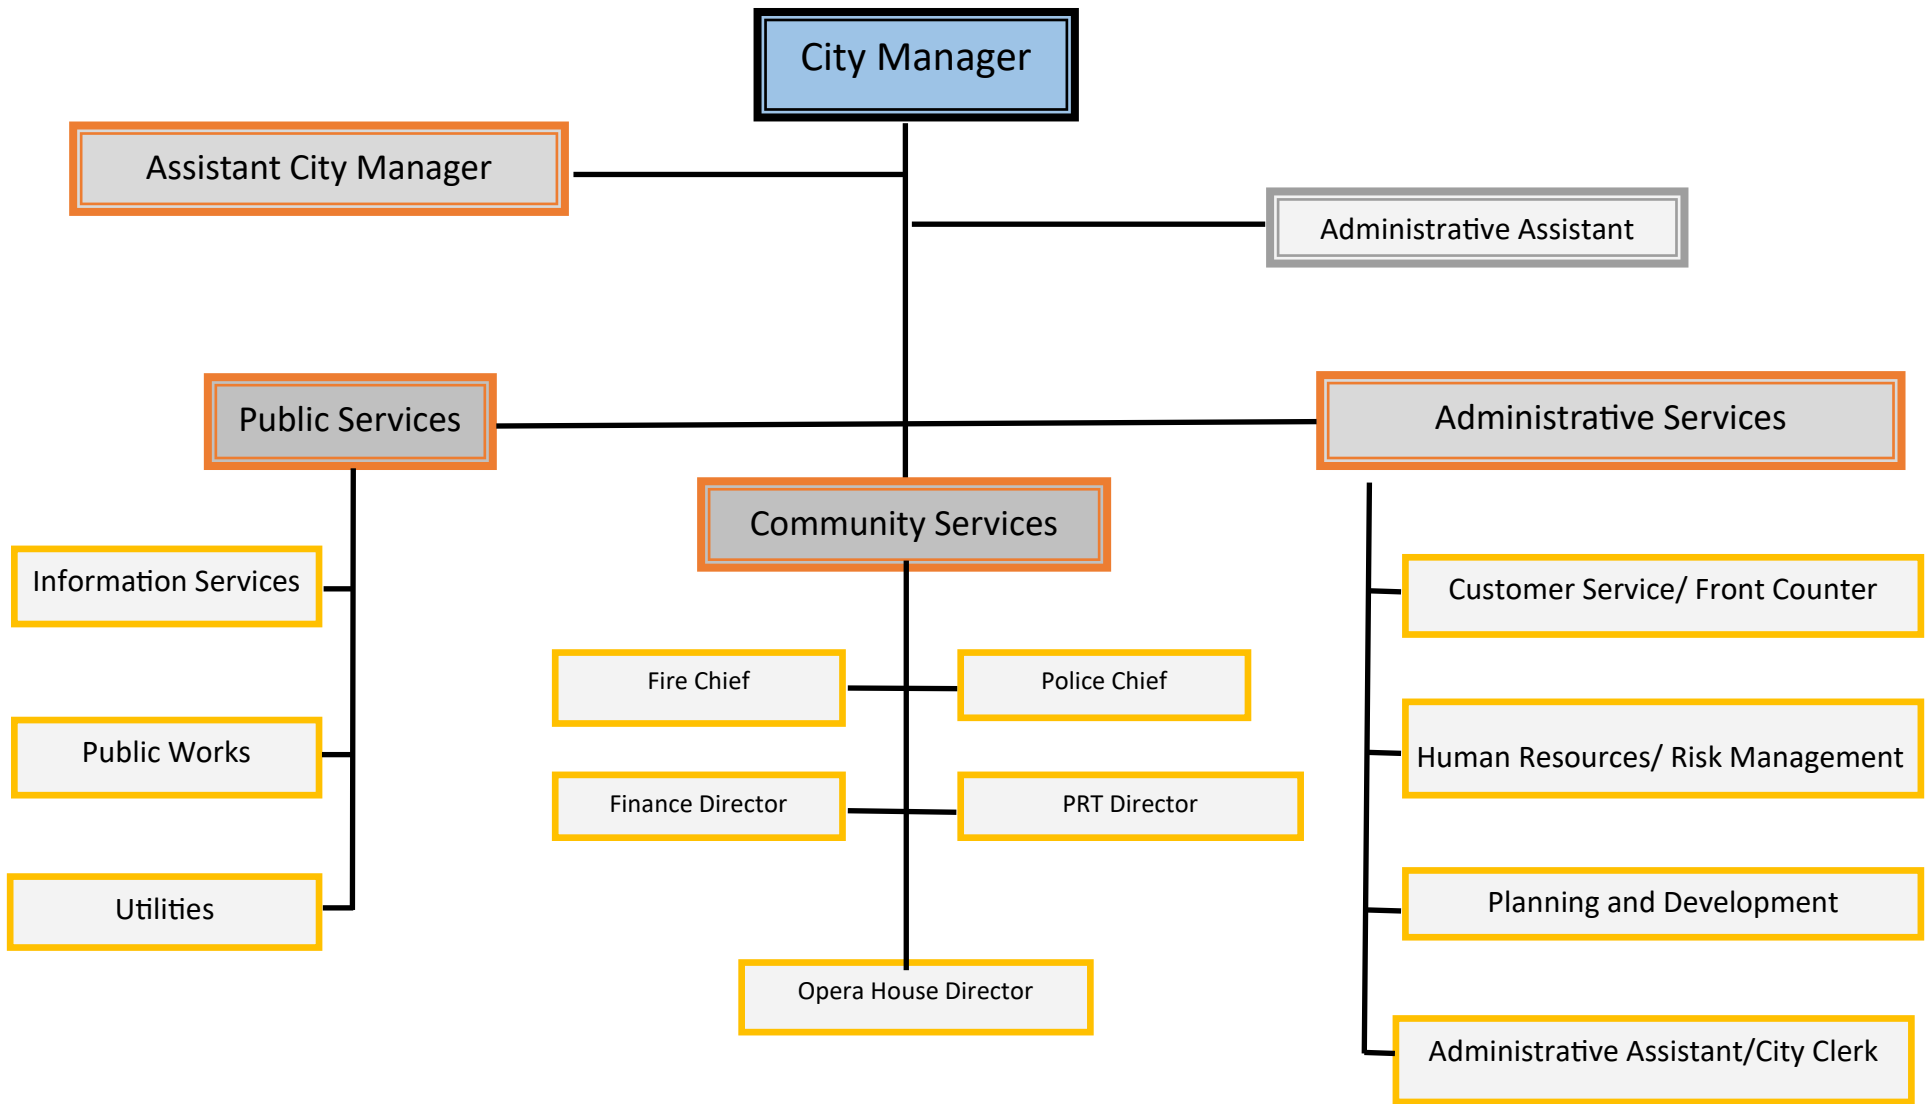 City Manager
Assistant City Manager
Administrative Assistant
Public Services
Administrative Services
Community Services
Information Services
Customer Service/ Front Counter
Fire Chief
Police Chief
Public Works
Human Resources/ Risk Management
Finance Director
PRT Director
Utilities
Planning and Development
Opera House Director
Administrative Assistant/City Clerk